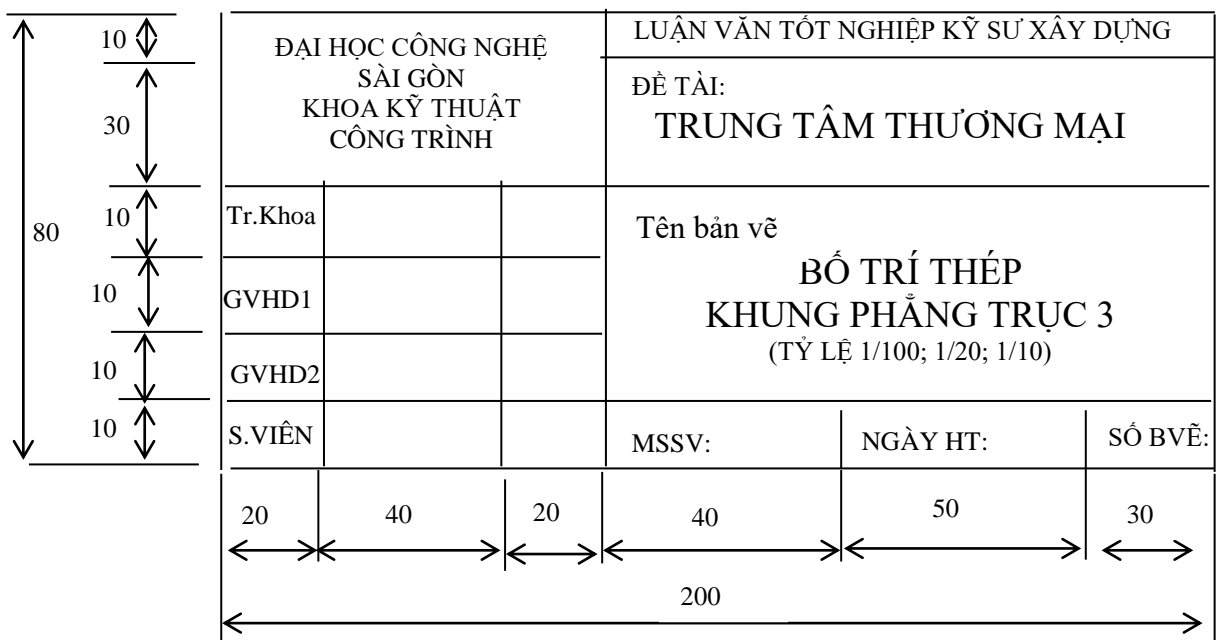 10
ĐẠI HỌC CÔNG NGHỆ
SÀI GÒN
KHOA KỸ THUẬT
CÔNG TRÌNH
LUẬN VĂN TỐT NGHIỆP KỸ SƯ XÂY DỰNG
30
ĐỀ TÀI:
TRUNG TÂM THƯƠNG MẠI
80
10
Tr.Khoa
Tên bản vẽ
BỐ TRÍ THÉP
KHUNG PHẲNG TRỤC 3
(TỶ LỆ 1/100; 1/20; 1/10)
10
GVHD1
10
GVHD2
10
S.VIÊN
MSSV:
NGÀY HT:
SỐ BVẼ:
20 40 20 40 50 30
200